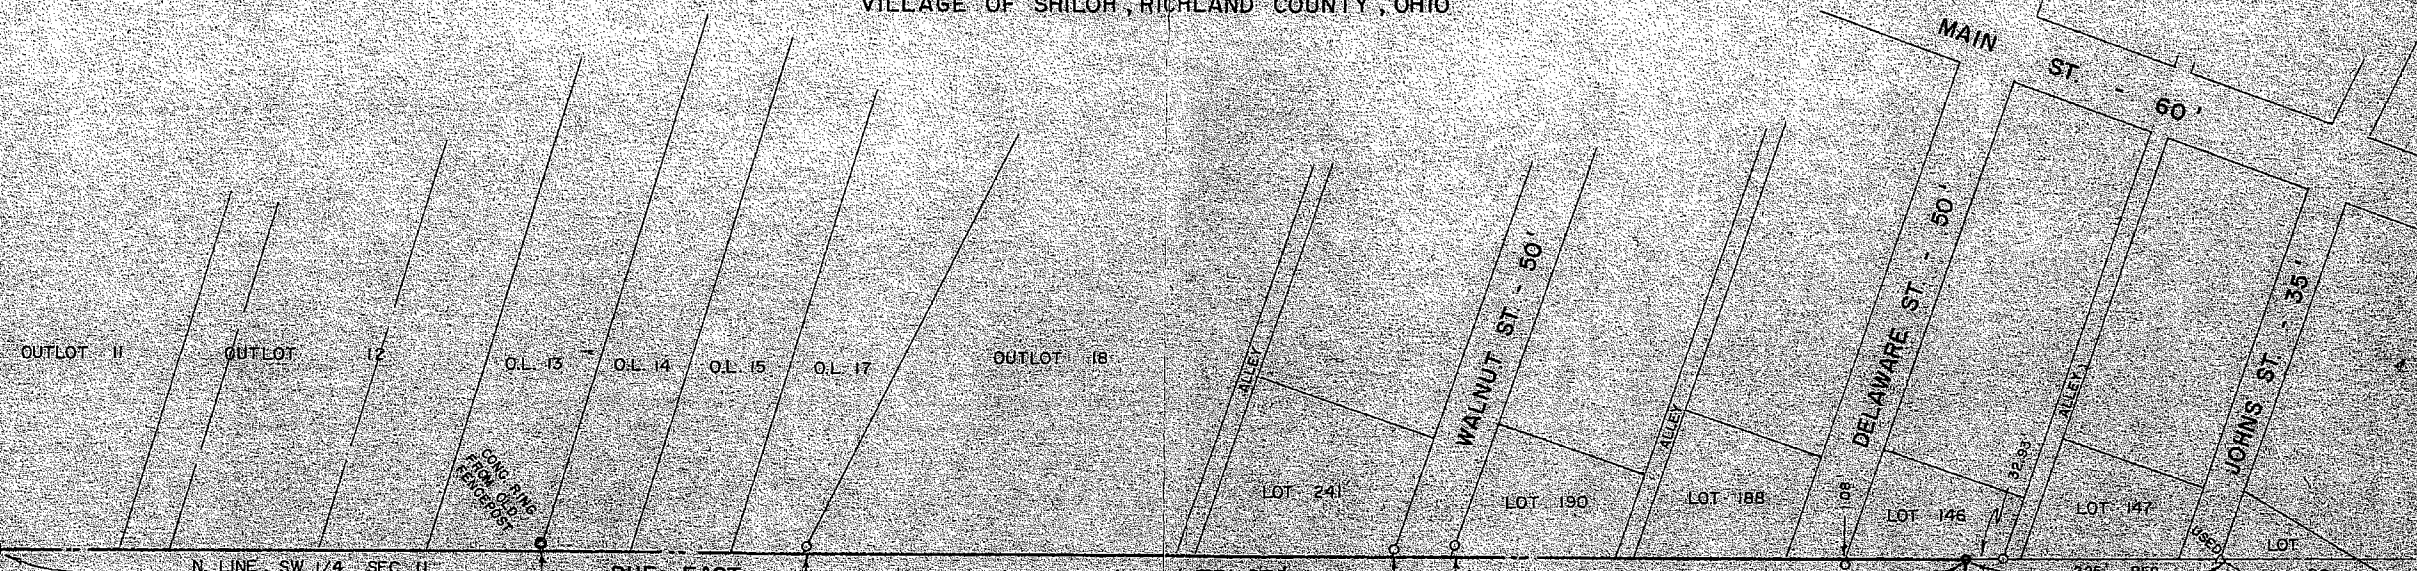 VILLAGE OF SHILOH, RICHLAND COUNTY, OHIO
MAIN ST. - 60'
OUTLOT 11
OUTLOT 12
O.L. 13
O.L. 14
O.L. 15
O.L. 17
OUTLOT 18
ALLEY
WALNUT ST. - 50'
ALLEY
DELAWARE ST. - 50'
ALLEY
JOHNS ST. - 35'
CONC. RING
FROM OLD
FENCEPOST
LOT 241
LOT 190
LOT 188
108
LOT 146
32.93'
LOT 147
USED
LOT
N. LINE SW 1/4 SEC 11
DUE EAST